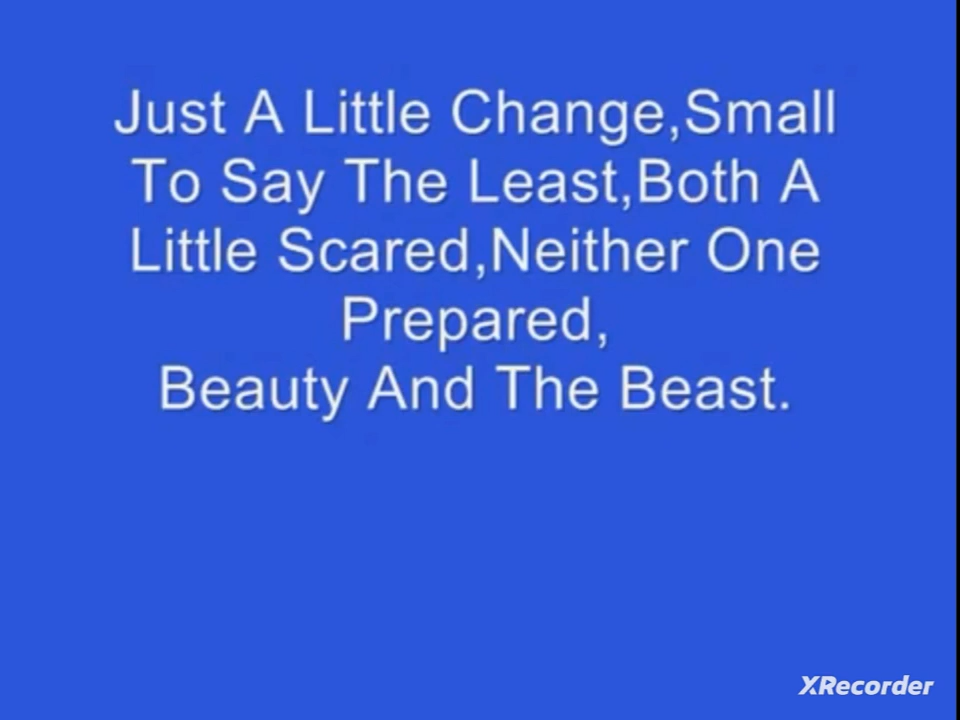 Just A Little Change,Small
To Say The Least,Both A
Little Scared,Neither One
Prepared,
Beauty And The Beast.
XRecorder